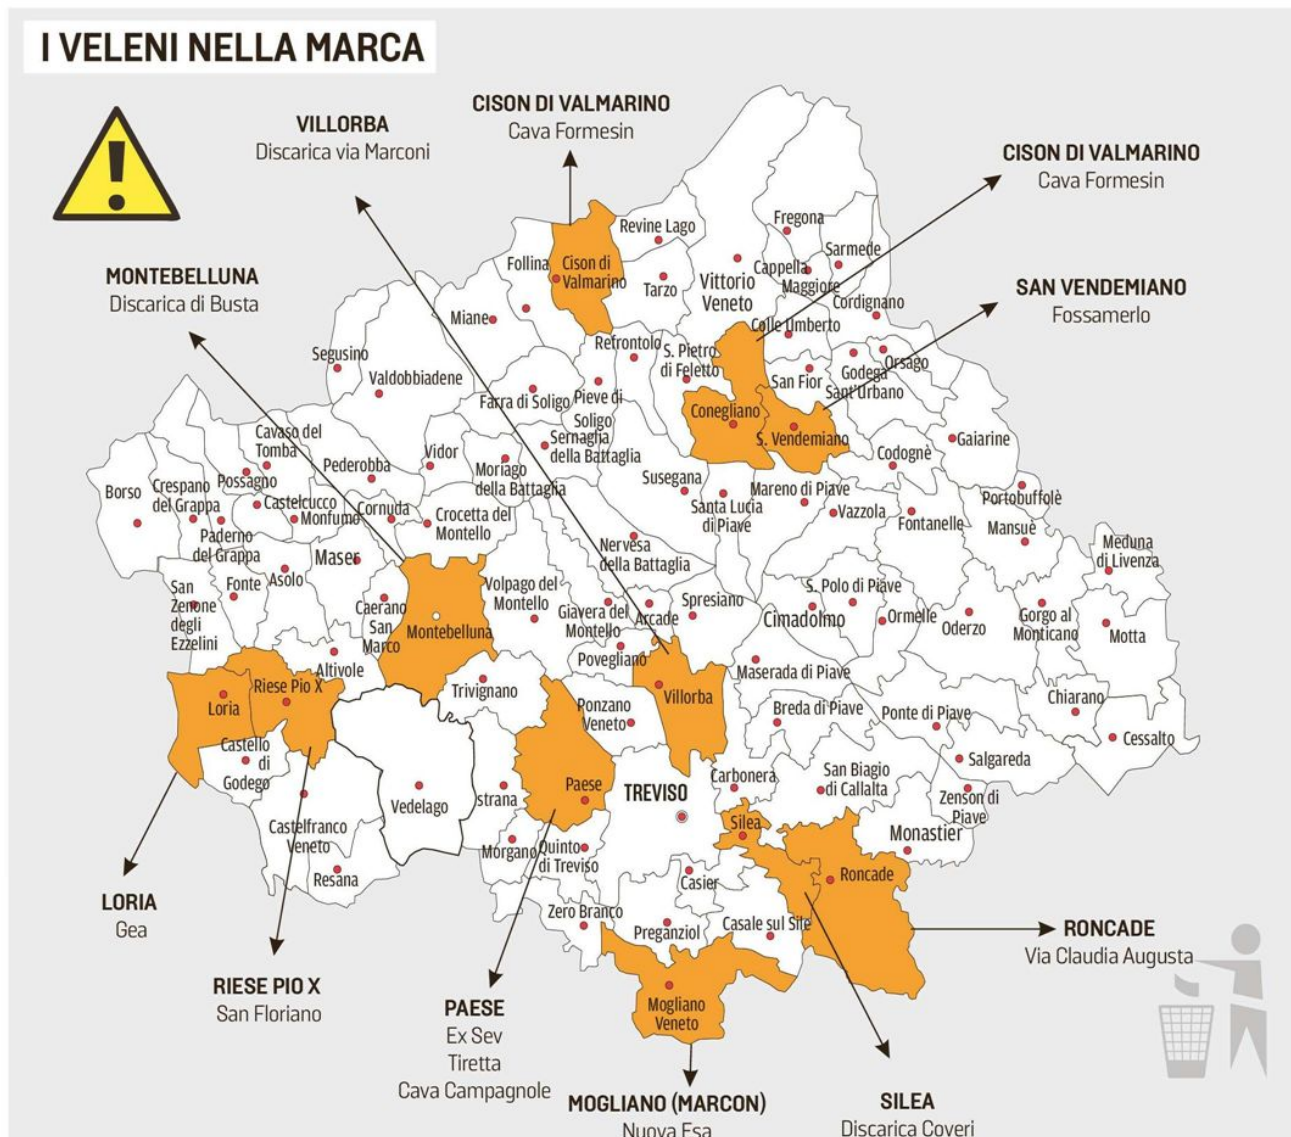 I VELENI NELLA MARCA
CISON DI VALMARINO
Cava Formesin
VILLORBA
Discarica via Marconi
CISON DI VALMARINO
Cava Formesin
MONTEBELLUNA
Discarica di Busta
SAN VENDEMIANO
Fossamerlo
Fregona
Revine Lago
Sarmede
Follina
Cison di
Valmarino
Cappella
Maggiore
Tarzo
Vittorio
Veneto
Cordignano
Miane
Colle Umberto
Segusino
Refrontolo
S. Pietro
di Feletto
Orsago
Valdobbiadene
San Fior
Godega
Sant'Urbano
Farra di Soligo
Pieve di
Soligo
Conegliano
S. Vendemiano
Cavaso del
Tomba
Sernaglia
della Battaglia
Gaiarine
Vidor
Codognè
Pederobba
Moriago
della Battaglia
Possagno
Borso
Crespano
del Grappa
Susegana
Mareno di Piave
Portobuffolè
Castelcucco
Monfumo
Cornuda
Crocetta del
Montello
Santa Lucia
di Piave
Vazzola
Fontanelle
Mansuè
Paderno
del Grappa
Nervesa
della Battaglia
Meduna
di Livenza
Maser
San
Zenone
degli
Ezzelini
Fonte
Asolo
Volpago del
Montello
S. Polo di Piave
Caerano
San
Marco
Giavera del
Montello
Arcade
Spresiano
Cimadolmo
Ormelle
Oderzo
Gorgo al
Monticano
Motta
Montebelluna
Povegliano
Altivole
Maserada di Piave
Riese Pio X
Trivignano
Villorba
Loria
Ponzano
Veneto
Breda di Piave
Ponte di Piave
Chiarano
Cessalto
Castello
di
Godego
Salgareda
Carbonera
San Biagio
di Callalta
Vedelago
strana
Paese
TREVISO
Zenson di
Piave
Castelfranco
Veneto
Silea
Monastier
Morgano
Quinto
di Treviso
Resana
Casier
Roncade
LORIA
Gea
Zero Branco
Preganziol
Casale sul Sile
RONCADE
Via Claudia Augusta
RIESE PIO X
San Floriano
Mogliano
Veneto
PAESE
Ex Sev
Tiretta
Cava Campagnole
MOGLIANO (MARCON)
Nuova Esa
SILEA
Discarica Coveri